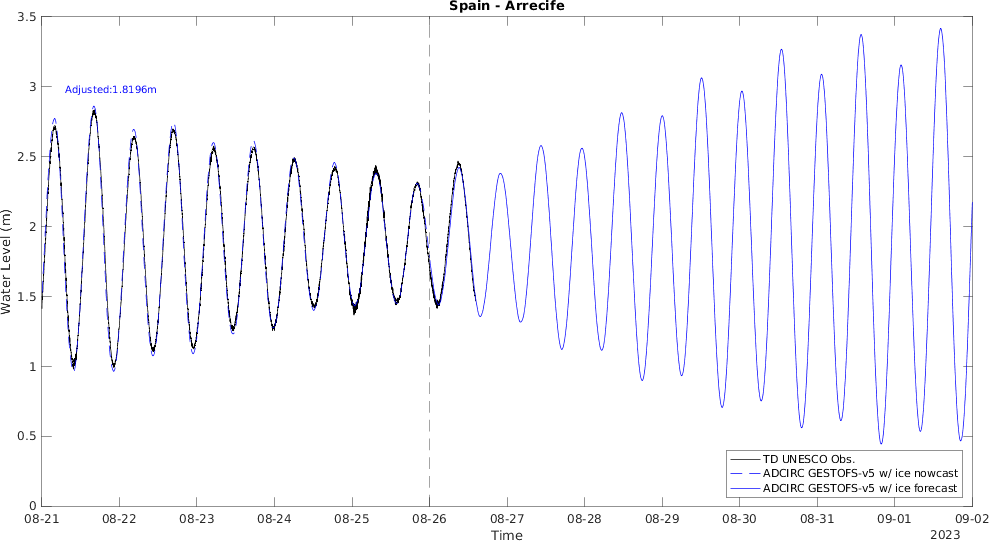 Spain - Arrecife
3.5
3
2.5
2
1.5
1
0.5
0
Water Level (m)
Adjusted:1.8196m
TD UNESCO Obs.
ADCIRC GESTOFS-v5 w/ ice nowcast
ADCIRC GESTOFS-v5 w/ ice forecast
08-21 08-22 08-23 08-24 08-25 08-26 08-27 08-28 08-29 08-30 08-31 09-01 09-02
Time
2023